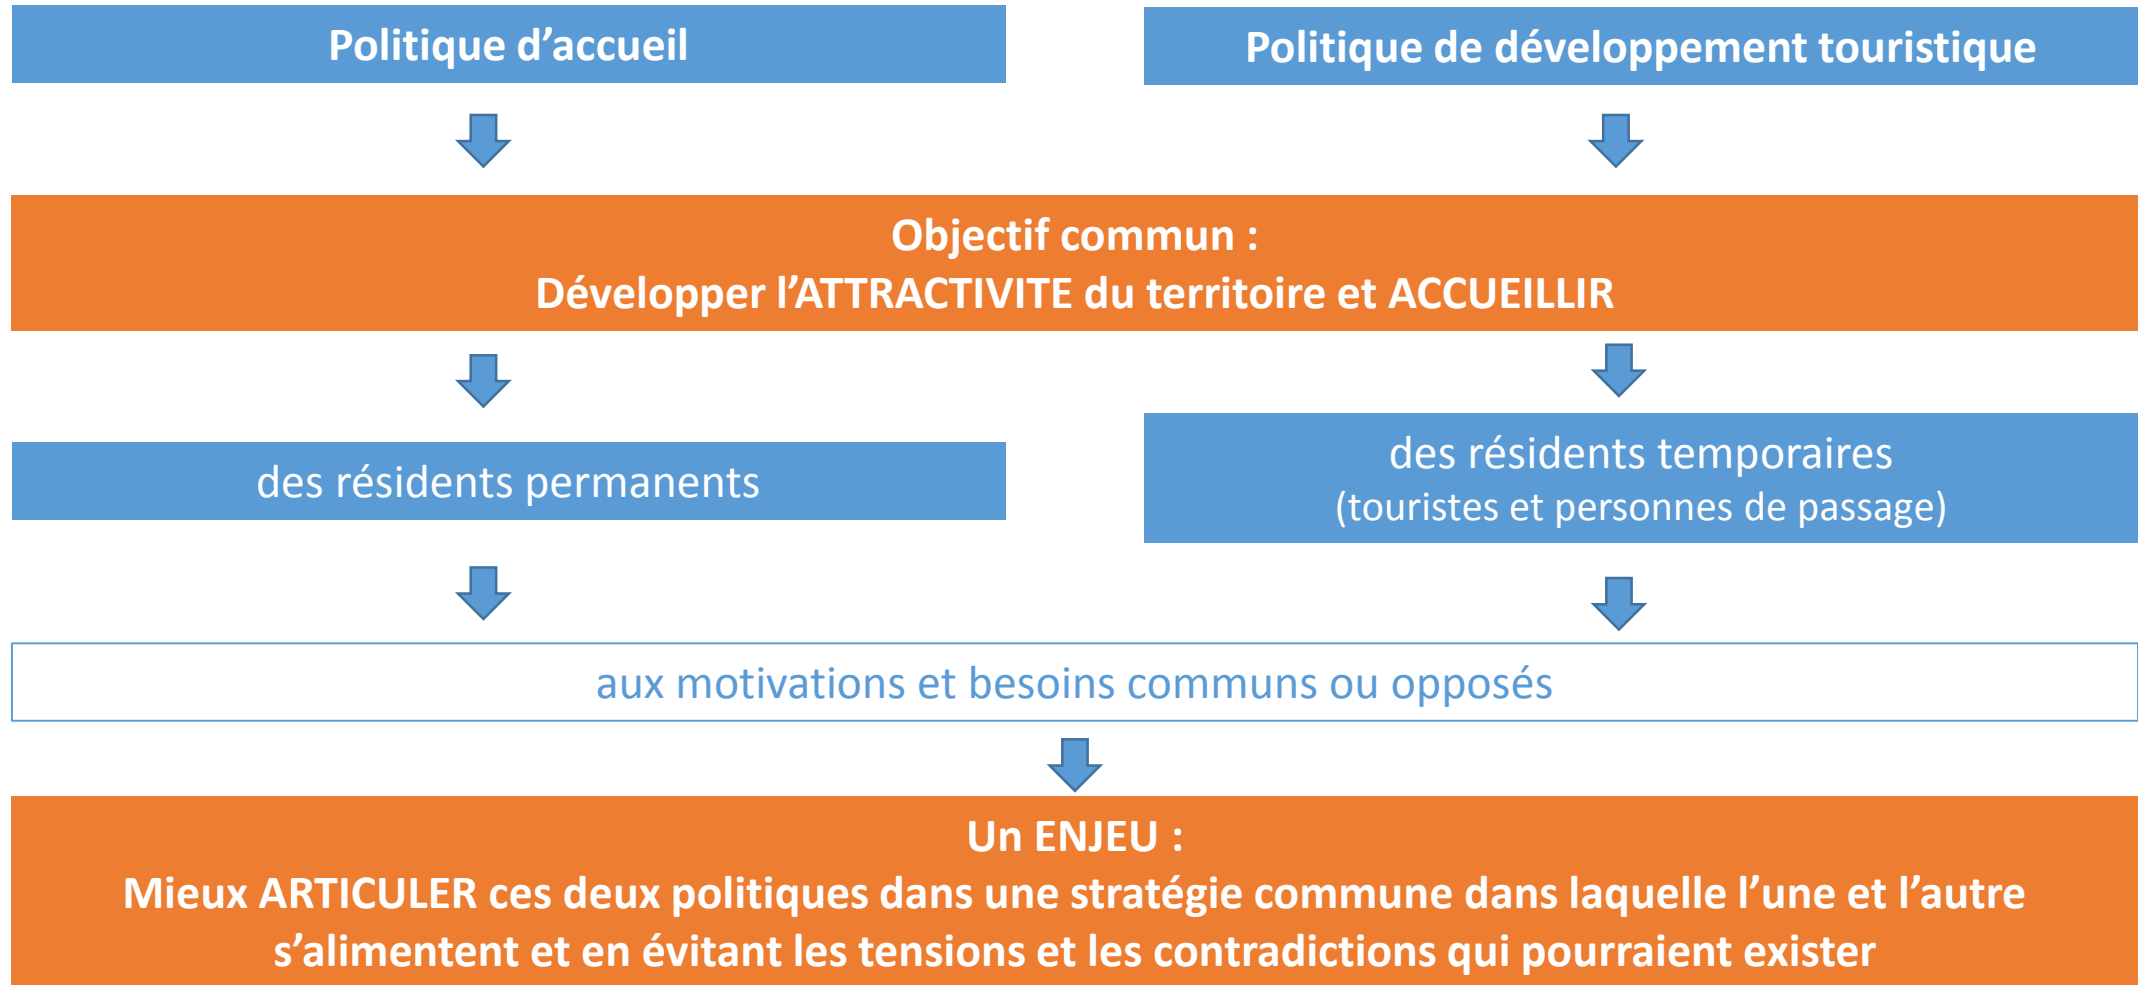 Politique d’accueil
Politique de développement touristique
Objectif commun :
Développer l’ATTRACTIVITE du territoire et ACCUEILLIR
des résidents permanents
des résidents temporaires
(touristes et personnes de passage)
aux motivations et besoins communs ou opposés
Un ENJEU :
Mieux ARTICULER ces deux politiques dans une stratégie commune dans laquelle l’une et l’autre
s’alimentent et en évitant les tensions et les contradictions qui pourraient exister